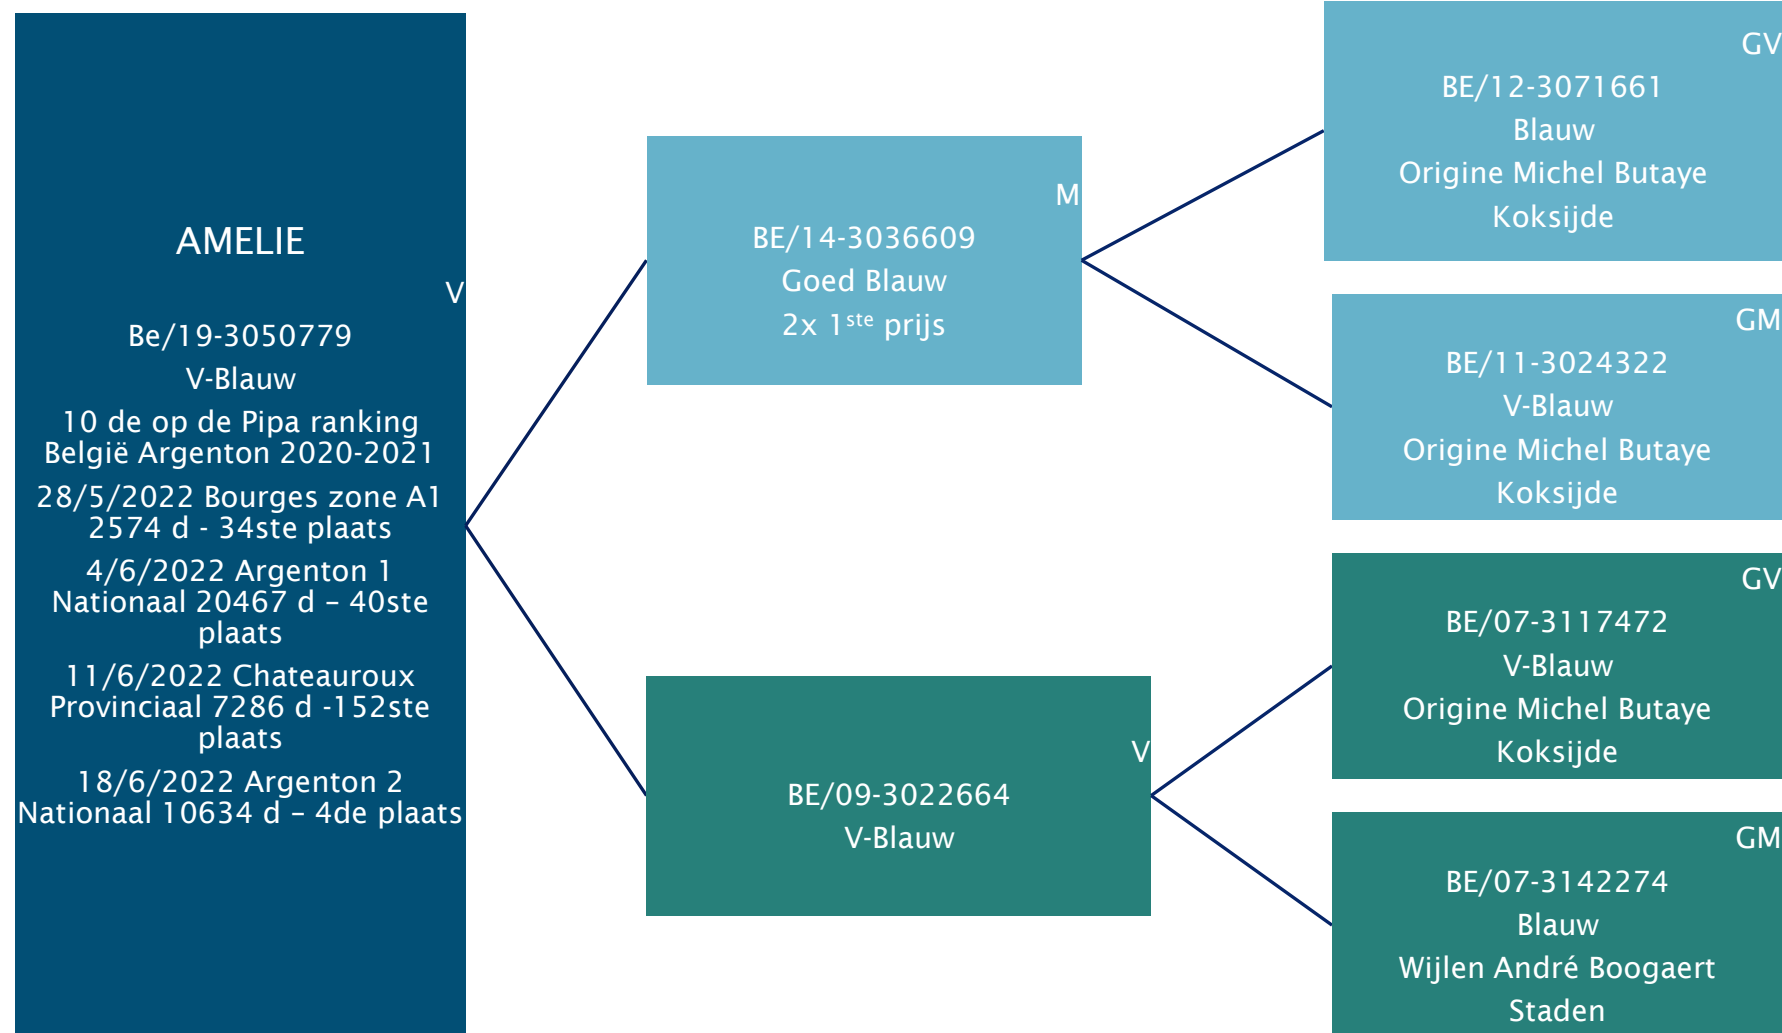 AMELIE
V
Be/19-3050779
V-Blauw
10 de op de Pipa ranking
België Argenton 2020-2021
28/5/2022 Bourges zone A1
2574 d - 34ste plaats
4/6/2022 Argenton 1
Nationaal 20467 d – 40ste
plaats
11/6/2022 Chateauroux
Provinciaal 7286 d -152ste
plaats
18/6/2022 Argenton 2
Nationaal 10634 d – 4de plaats
M
BE/14-3036609
Goed Blauw
2x 1ste prijs
V
BE/09-3022664
V-Blauw
GV
BE/12-3071661
Blauw
Origine Michel Butaye
Koksijde
GM
BE/11-3024322
V-Blauw
Origine Michel Butaye
Koksijde
GV
BE/07-3117472
V-Blauw
Origine Michel Butaye
Koksijde
GM
BE/07-3142274
Blauw
Wijlen André Boogaert
Staden